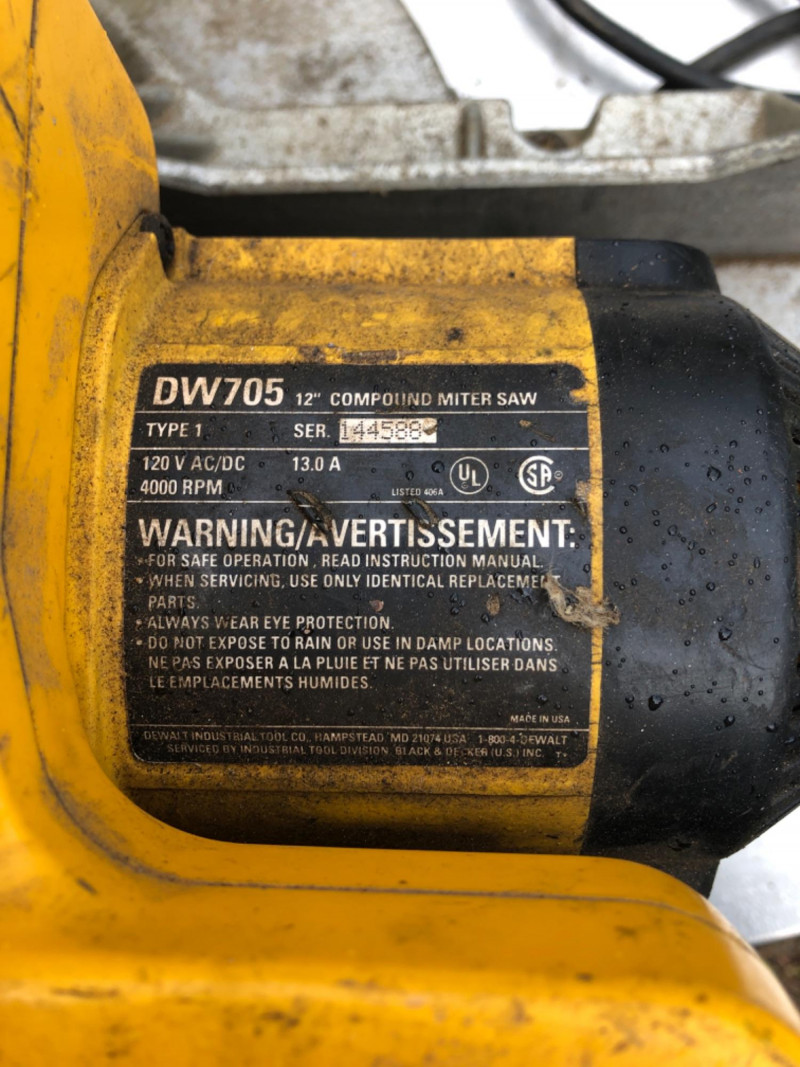 DW705 12" COMPOUND MITER SAW
TYPE 1 SER. 144588
120 V AC/DC 13.0 A
4000 RPM LISTED 406A UL SA
WARNING/AVERTISSEMENT:
• FOR SAFE OPERATION, READ INSTRUCTION MANUAL.
• WHEN SERVICING, USE ONLY IDENTICAL REPLACEMENT
PARTS.
• ALWAYS WEAR EYE PROTECTION.
• DO NOT EXPOSE TO RAIN OR USE IN DAMP LOCATIONS.
NE PAS EXPOSER A LA PLUIE ET NE PAS UTILISER DANS
LE EMPLACEMENTS HUMIDES.
MADE IN USA
DEWALT INDUSTRIAL TOOL CO., HAMPSTEAD, MD 21074 USA 1-800-4-DEWALT
SERVICED BY INDUSTRIAL TOOL DIVISION, BLACK & DECKER (U.S.) INC.